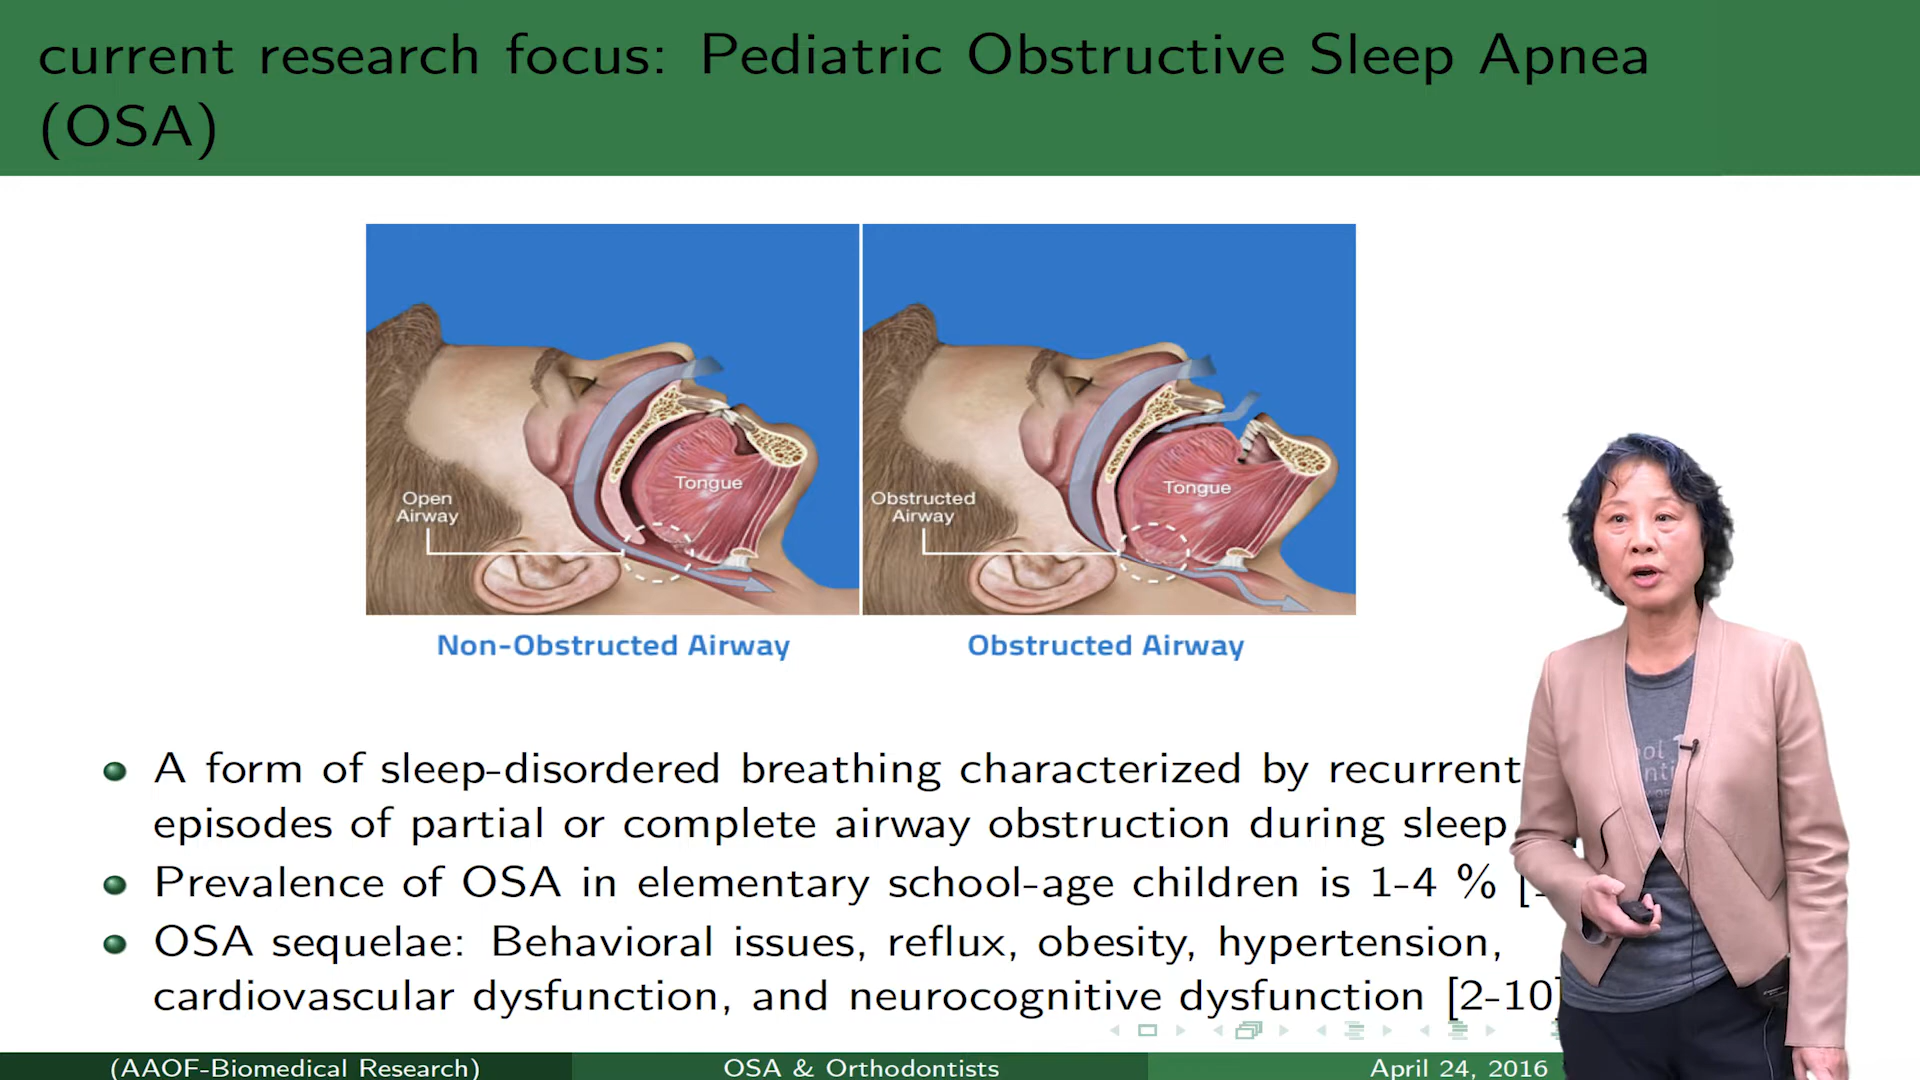 current research focus: Pediatric Obstructive Sleep Apnea
(OSA)
Open
Airway
Tongue
Obstructed
Airway
Tongue
Non-Obstructed Airway
Obstructed Airway
A form of sleep-disordered breathing characterized by recurrent
episodes of partial or complete airway obstruction during sleep
Prevalence of OSA in elementary school-age children is 1-4 %
OSA sequelae: Behavioral issues, reflux, obesity, hypertension,
cardiovascular dysfunction, and neurocognitive dysfunction [2-10]
(AAOF-Biomedical Research)
OSA & Orthodontists
April 24, 2016